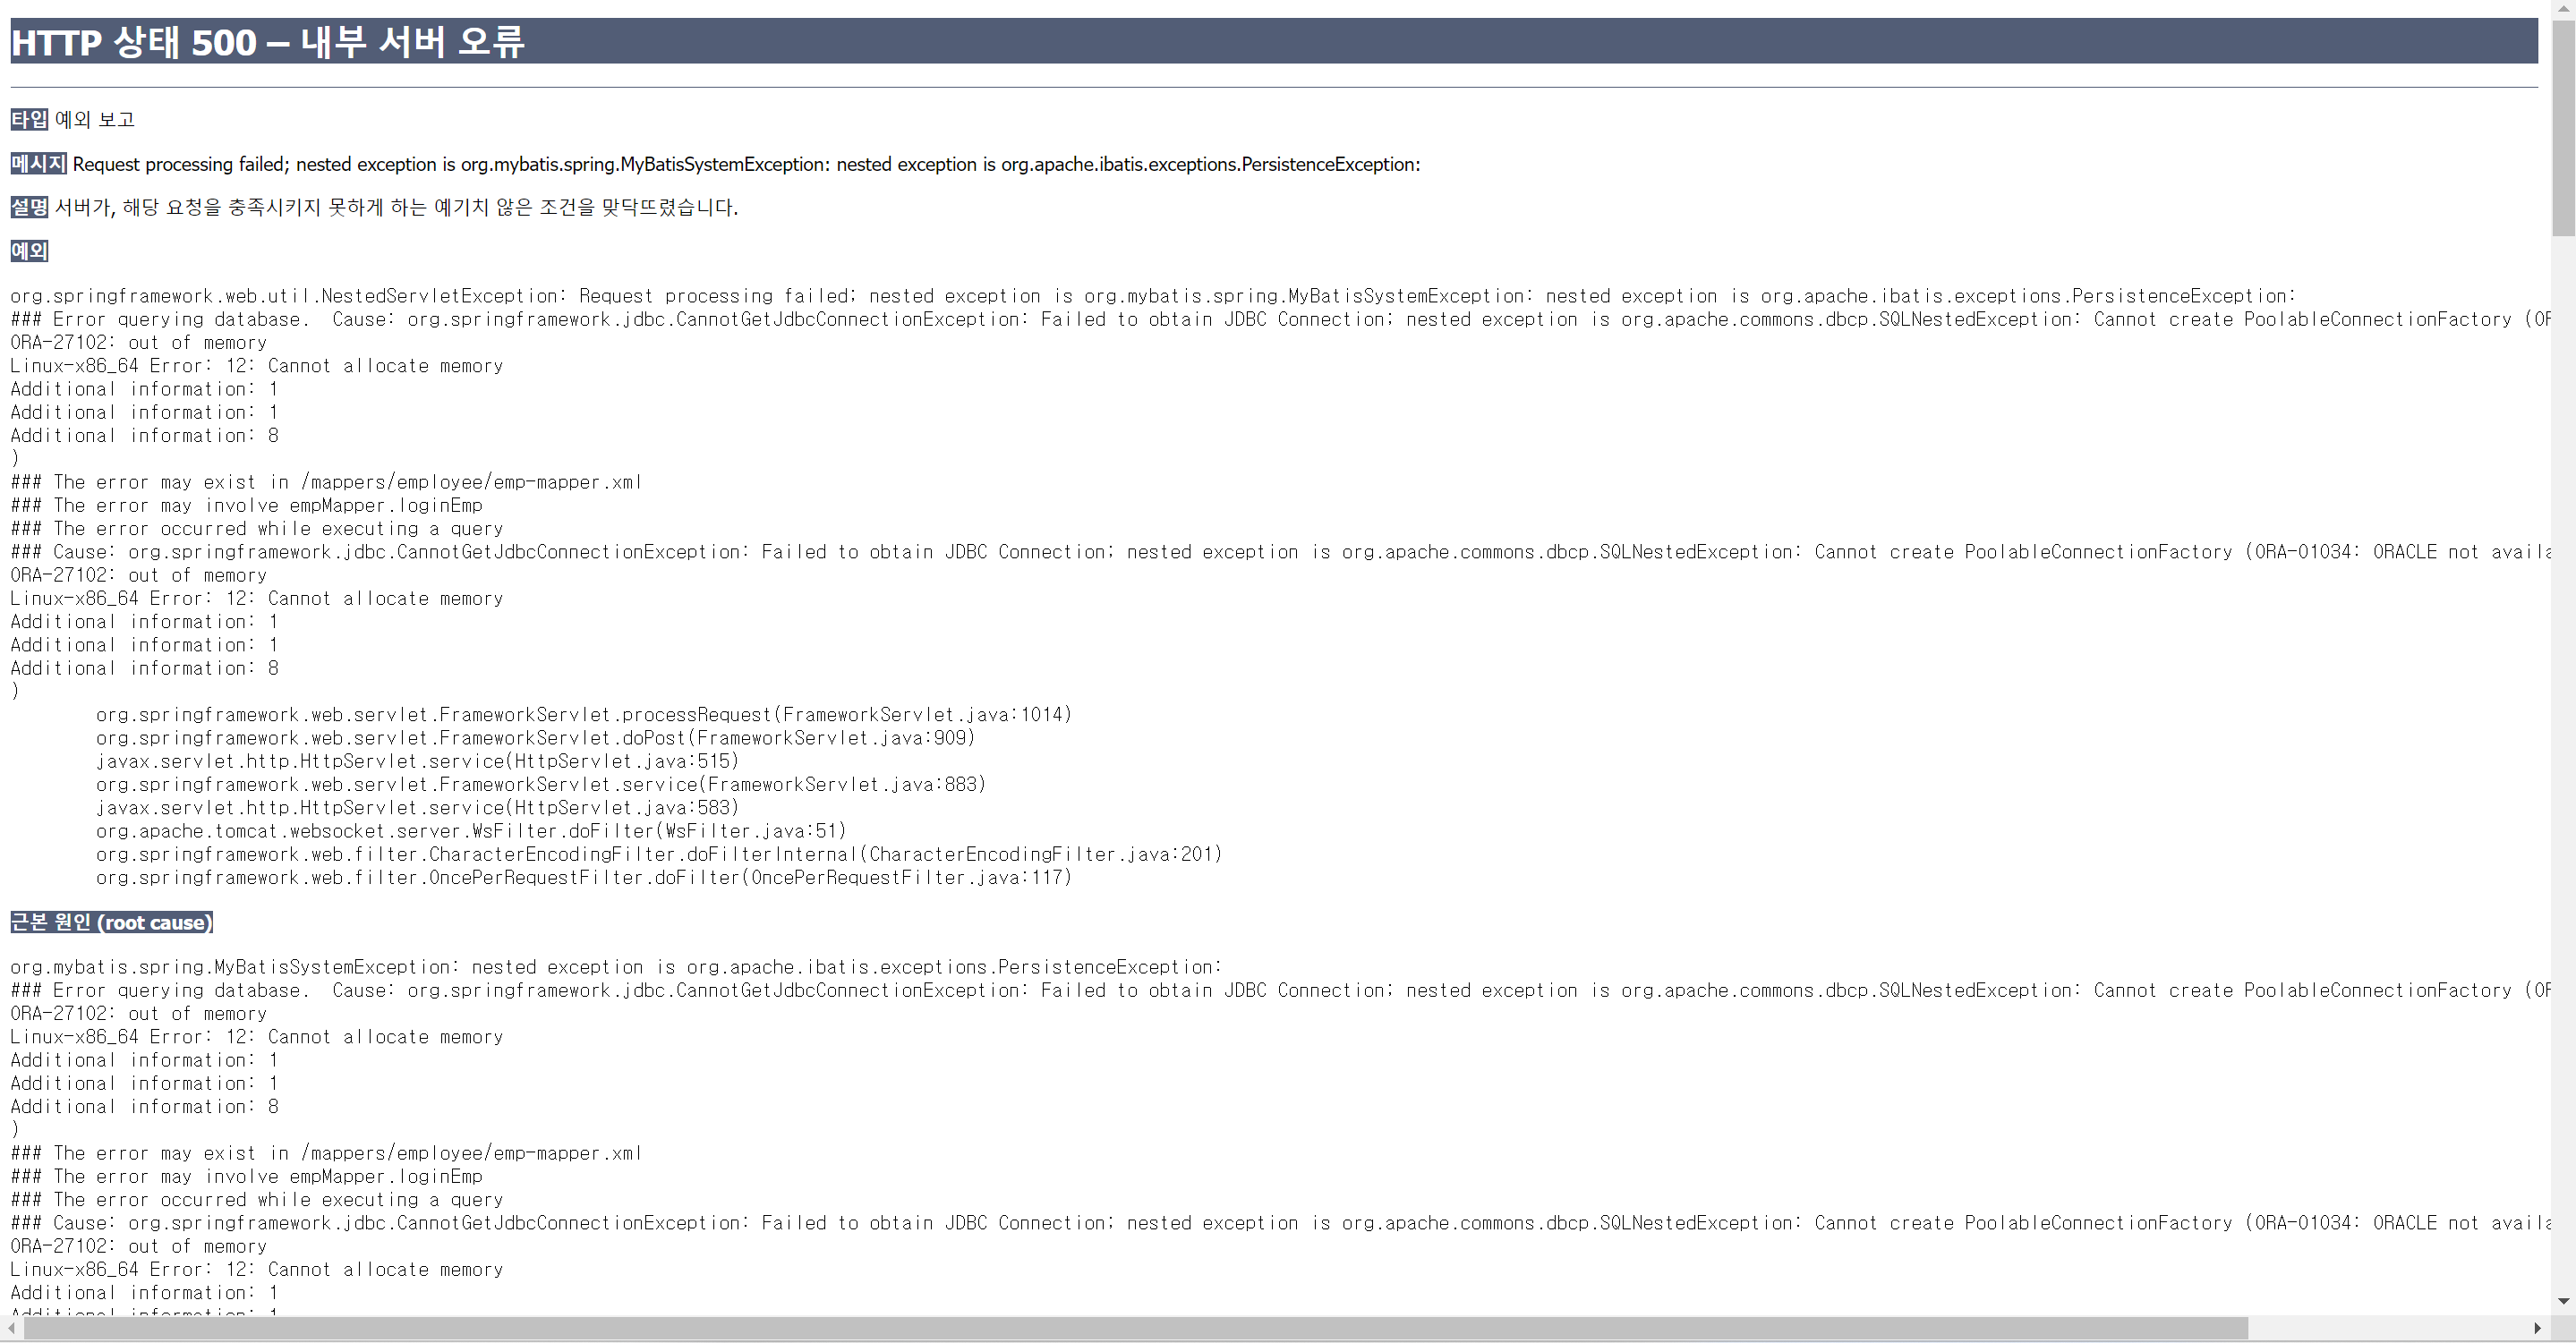 HTTP 상태 500 – 내부 서버 오류
타입 예외 보고
메시지 Request processing failed; nested exception is org.mybatis.spring.MyBatisSystemException: nested exception is org.apache.ibatis.exceptions.PersistenceException:
설명 서버가, 해당 요청을 충족시키지 못하게 하는 예기치 않은 조건을 맞닥뜨렸습니다.
예외
org.springframework.web.util.NestedServletException: Request processing failed; nested exception is org.mybatis.spring.MyBatisSystemException: nested exception is org.apache.ibatis.exceptions.PersistenceException:
### Error querying database.  Cause: org.springframework.jdbc.CannotGetJdbcConnectionException: Failed to obtain JDBC Connection; nested exception is org.apache.commons.dbcp.SQLNestedException: Cannot create PoolableConnectionFactory
ORA-27102: out of memory
Linux-x86_64 Error: 12: Cannot allocate memory
Additional information: 1
Additional information: 1
Additional information: 8
)
### The error may exist in /mappers/employee/emp-mapper.xml
### The error may involve empMapper.loginEmp
### The error occurred while executing a query
### Cause: org.springframework.jdbc.CannotGetJdbcConnectionException: Failed to obtain JDBC Connection; nested exception is org.apache.commons.dbcp.SQLNestedException: Cannot create PoolableConnectionFactory (ORA-01034: ORACLE not
ORA-27102: out of memory
Linux-x86_64 Error: 12: Cannot allocate memory
Additional information: 1
Additional information: 1
Additional information: 8
)
org.springframework.web.servlet.FrameworkServlet.processRequest(FrameworkServlet.java:1014)
org.springframework.web.servlet.FrameworkServlet.doPost(FrameworkServlet.java:909)
javax.servlet.http.HttpServlet.service(HttpServlet.java:515)
org.springframework.web.servlet.FrameworkServlet.service(FrameworkServlet.java:883)
javax.servlet.http.HttpServlet.service(HttpServlet.java:583)
org.apache.tomcat.websocket.server.WsFilter.doFilter(WsFilter.java:51)
org.springframework.web.filter.CharacterEncodingFilter.doFilterInternal(CharacterEncodingFilter.java:201)
org.springframework.web.filter.OncePerRequestFilter.doFilter(OncePerRequestFilter.java:117)
근본 원인 (root cause)
org.mybatis.spring.MyBatisSystemException: nested exception is org.apache.ibatis.exceptions.PersistenceException:
### Error querying database.  Cause: org.springframework.jdbc.CannotGetJdbcConnectionException: Failed to obtain JDBC Connection; nested exception is org.apache.commons.dbcp.SQLNestedException: Cannot create PoolableConnectionFactory
ORA-27102: out of memory
Linux-x86_64 Error: 12: Cannot allocate memory
Additional information: 1
Additional information: 1
Additional information: 8
)
### The error may exist in /mappers/employee/emp-mapper.xml
### The error may involve empMapper.loginEmp
### The error occurred while executing a query
### Cause: org.springframework.jdbc.CannotGetJdbcConnectionException: Failed to obtain JDBC Connection; nested exception is org.apache.commons.dbcp.SQLNestedException: Cannot create PoolableConnectionFactory (ORA-01034: ORACLE not
ORA-27102: out of memory
Linux-x86_64 Error: 12: Cannot allocate memory
Additional information: 1